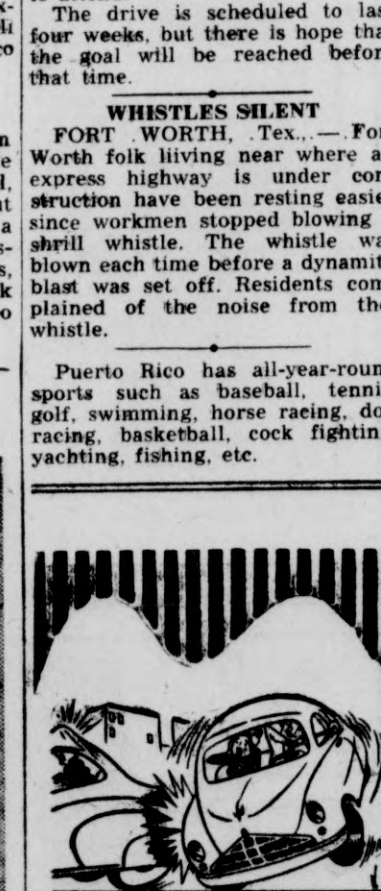 The drive is scheduled to las
four weeks, but there is hope tha
the goal will be reached befor
that time.
WHISTLES SILENT
FORT WORTH, Tex., — For
Worth folk liiving near where a
express highway is under con
struction have been resting easie
since workmen stopped blowing
shrill whistle. The whistle wa
blown each time before a dynamit
blast was set off. Residents com
plained of the noise from the
whistle.
Puerto Rico has all-year-roun
sports such as baseball, tenni
golf, swimming, horse racing, do
racing, basketball, cock fightin
yachting, fishing, etc.